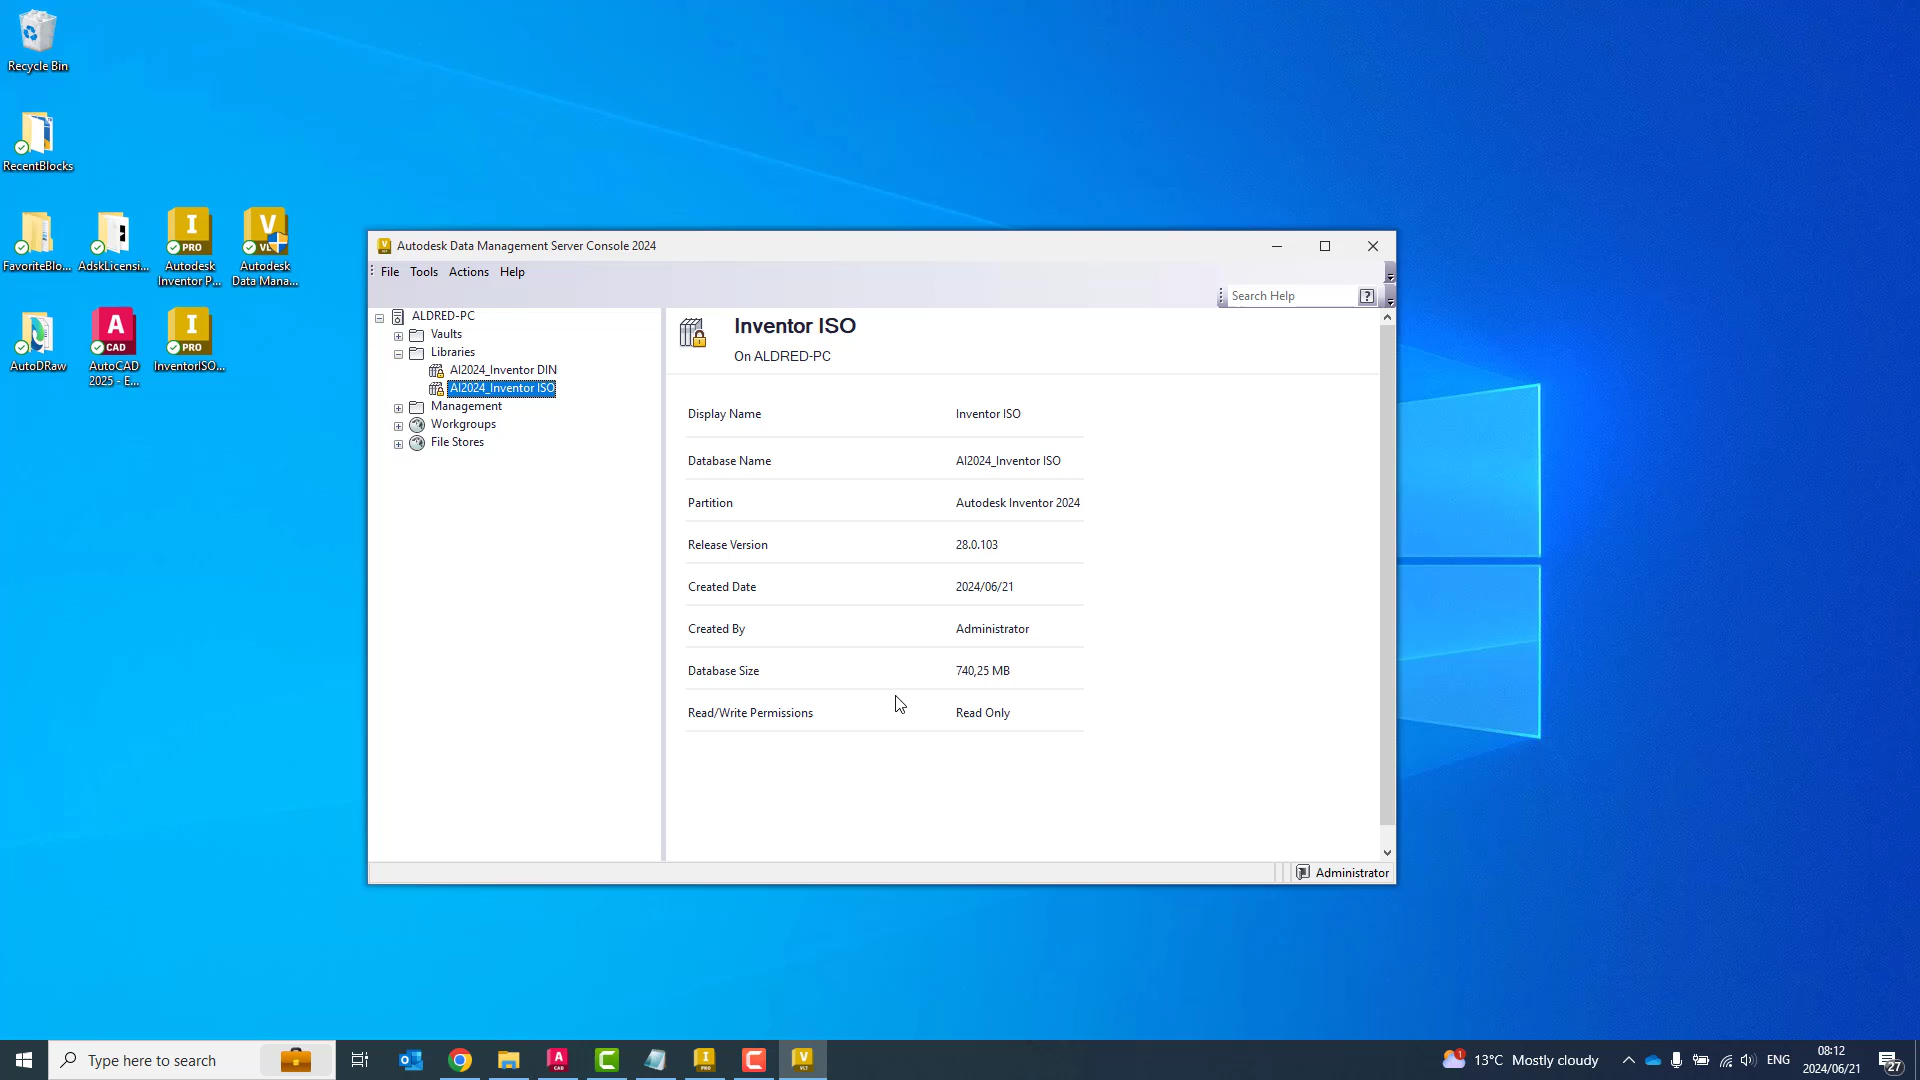 Recycle Bin
RecentBlocks
FavoriteBlo...
AdskLicensi...
I
PRO
Autodesk
Inventor P...
V
Autodesk
Data Mana...
AutoDRaw
A
CAD
AutoCAD
2025 - E...
I
PRO
InventorISO...
Autodesk Data Management Server Console 2024
File Tools Actions Help
Search Help
ALDRED-PC
Vaults
Libraries
AI2024_Inventor DIN
AI2024_Inventor ISO
Management
Workgroups
File Stores
Inventor ISO
On ALDRED-PC
Display Name Inventor ISO
Database Name AI2024_Inventor ISO
Partition Autodesk Inventor 2024
Release Version 28.0.103
Created Date 2024/06/21
Created By Administrator
Database Size 740,25 MB
Read/Write Permissions Read Only
Administrator
Type here to search
13°C Mostly cloudy
ENG
08:12
2024/06/21
27